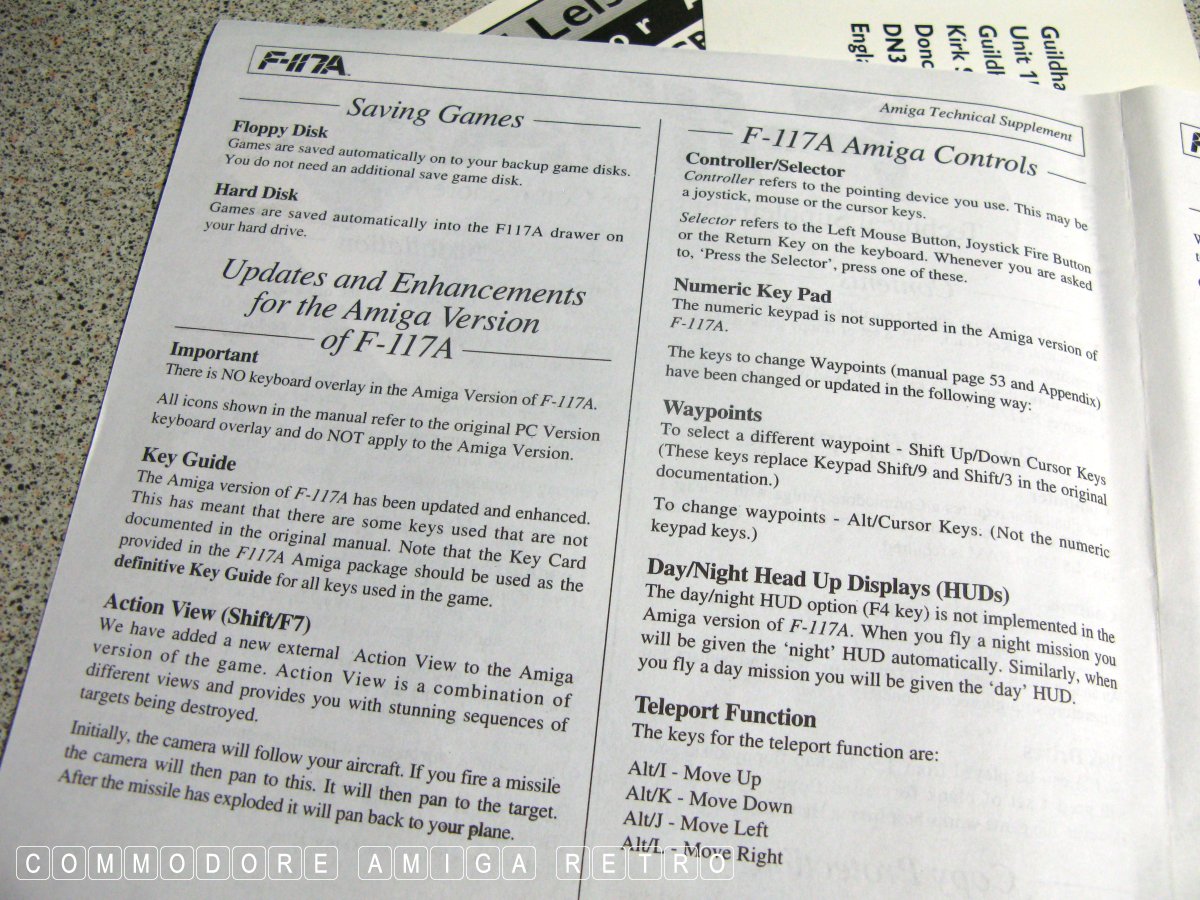 Leis
or A
Guildha
Unit 1
Guildh
Kirk S
Donc
DN3
Engla
F-117A
Amiga Technical Supplement
Saving Games
Floppy Disk
Games are saved automatically on to your backup game disks.
You do not need an additional save game disk.
Hard Disk
Games are saved automatically into the F117A drawer on
your hard drive.
Updates and Enhancements
for the Amiga Version
of F-117A
Important
There is NO keyboard overlay in the Amiga Version of F-117A.
All icons shown in the manual refer to the original PC Version
keyboard overlay and do NOT apply to the Amiga Version.
Key Guide
The Amiga version of F-117A has been updated and enhanced.
This has meant that there are some keys used that are not
documented in the original manual. Note that the Key Card
provided in the F117A Amiga package should be used as the
definitive Key Guide for all keys used in the game.
Action View (Shift/F7)
We have added a new external Action View to the Amiga
version of the game. Action View is a combination of
different views and provides you with stunning sequences of
targets being destroyed.
Initially, the camera will follow your aircraft. If you fire a missile
the camera will then pan to this. It will then pan to the target.
After the missile has exploded it will pan back to your plane.
F-117A Amiga Controls
Controller/Selector
Controller refers to the pointing device you use. This may be
a joystick, mouse or the cursor keys.
Selector refers to the Left Mouse Button, Joystick Fire Button
or the Return Key on the keyboard. Whenever you are asked
to, ‘Press the Selector’, press one of these.
Numeric Key Pad
The numeric keypad is not supported in the Amiga version of
F-117A.
The keys to change Waypoints (manual page 53 and Appendix)
have been changed or updated in the following way:
Waypoints
To select a different waypoint - Shift Up/Down Cursor Keys
(These keys replace Keypad Shift/9 and Shift/3 in the original
documentation.)
To change waypoints - Alt/Cursor Keys. (Not the numeric
keypad keys.)
Day/Night Head Up Displays (HUDs)
The day/night HUD option (F4 key) is not implemented in the
Amiga version of F-117A. When you fly a night mission you
will be given the ‘night’ HUD automatically. Similarly, when
you fly a day mission you will be given the ‘day’ HUD.
Teleport Function
The keys for the teleport function are:
Alt/I - Move Up
Alt/K - Move Down
Alt/J - Move Left
Alt/L - Move Right
COMMODORE AMIGA RETRO